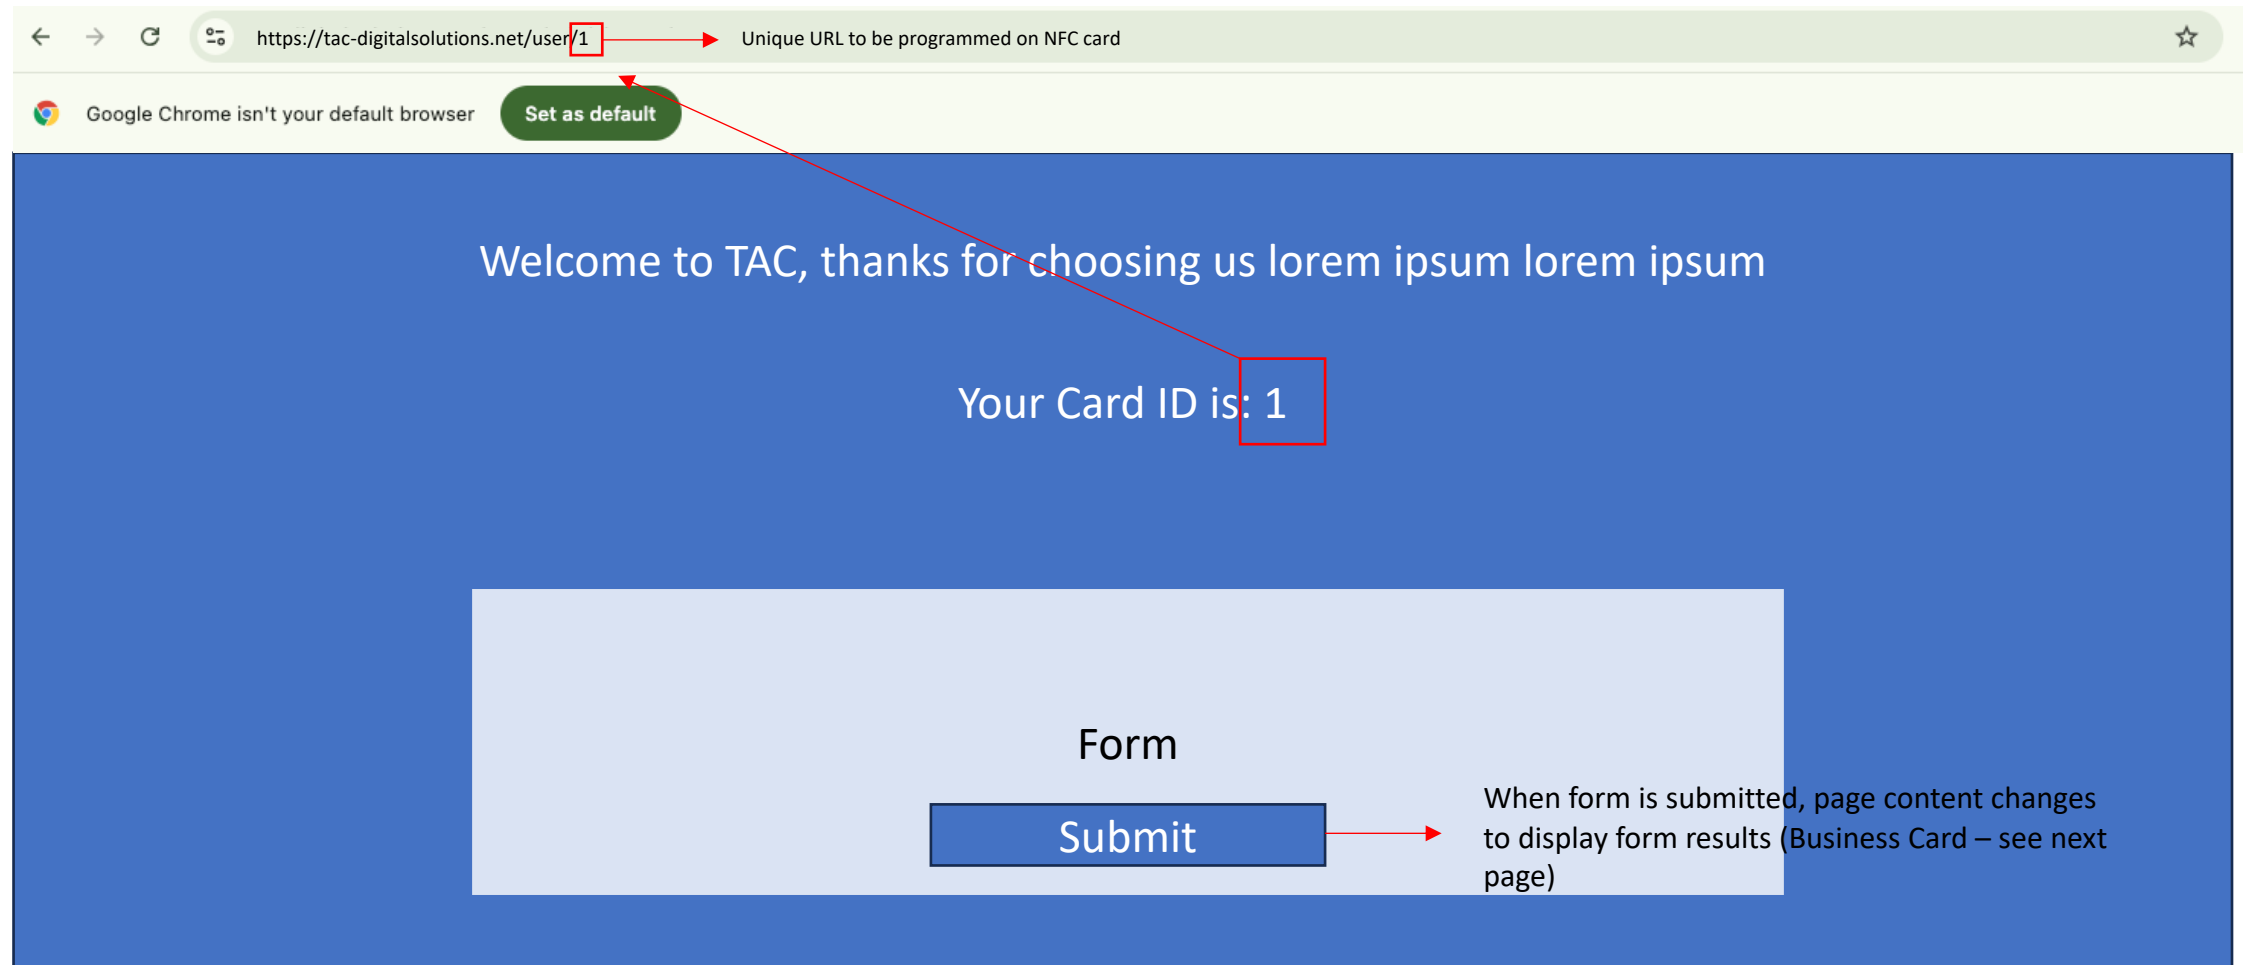 https://tac-digitalsolutions.net/user/1
Unique URL to be programmed on NFC card
Google Chrome isn't your default browser
Set as default
Welcome to TAC, thanks for choosing us lorem ipsum lorem ipsum
Your Card ID is: 1
Form
Submit
When form is submitted, page content changes
to display form results (Business Card – see next
page)